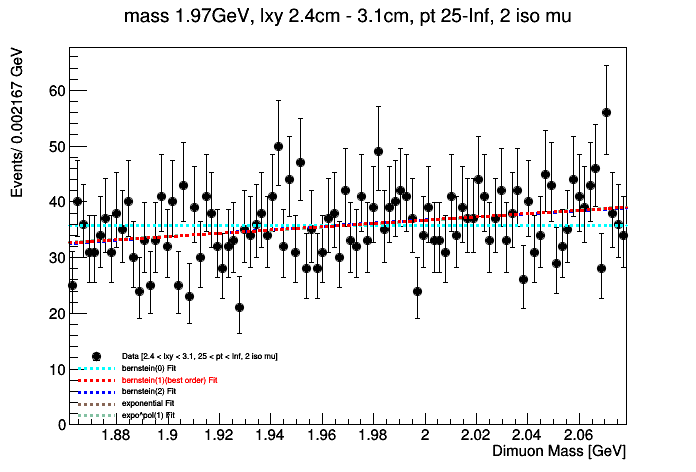 mass 1.97GeV, lxy 2.4cm - 3.1cm, pt 25-Inf, 2 iso mu
Events/ 0.002167 GeV
60
50
40
30
20
10
0
Data [2.4 < lxy < 3.1, 25 < pt < Inf, 2 iso mu]
bernstein(0) Fit
bernstein(1)(best order) Fit
bernstein(2) Fit
exponential Fit
expo*pol(1) Fit
1.88 1.9 1.92 1.94 1.96 1.98 2 2.02 2.04 2.06
Dimuon Mass [GeV]